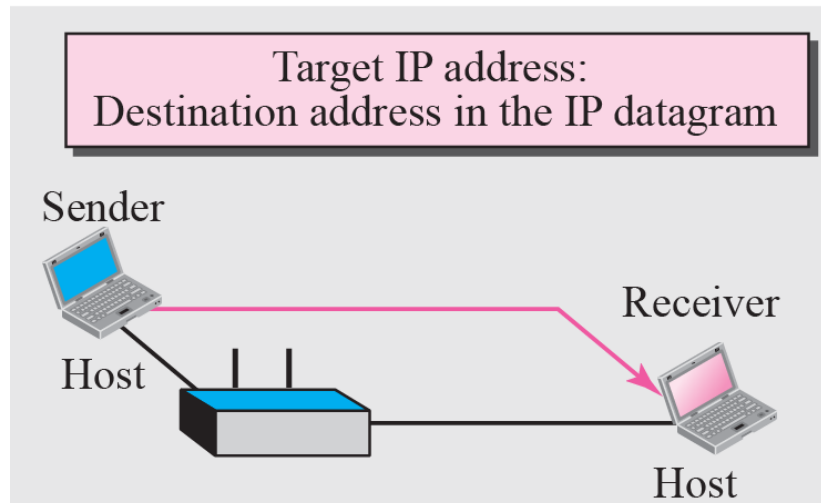 Target IP address:
Destination address in the IP datagram
Sender
Receiver
Host
Host